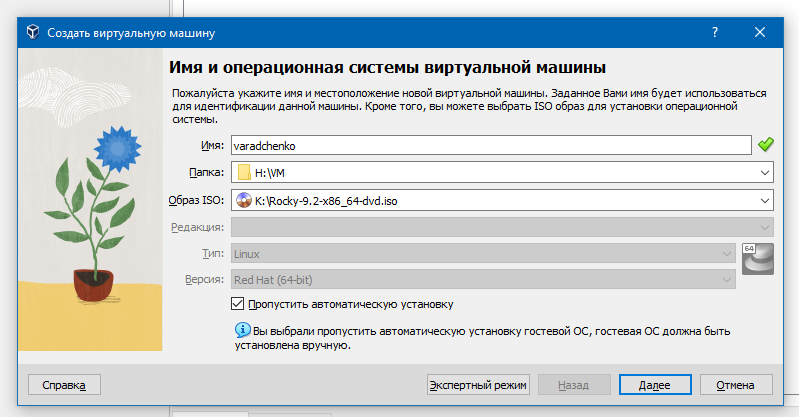 Создать виртуальную машину
Имя и операционная системы виртуальной машины
Пожалуйста укажите имя и местоположение новой виртуальной машины. Заданное Вами имя будет использоваться
для идентификации данной машины. Кроме того, вы можете выбрать ISO образ для установки операционной
системы.
Имя: varadchenko
Папка: H:\VM
Образ ISO: K:\Rocky-9.2-x86_64-dvd.iso
Редакция:
Тип: Linux 64
Версия: Red Hat (64-bit)
Пропустить автоматическую установку
Вы выбрали пропустить автоматическую установку гостевой ОС, гостевая ОС должна быть
установлена вручную.
Справка Экспертный режим Назад Далее Отмена